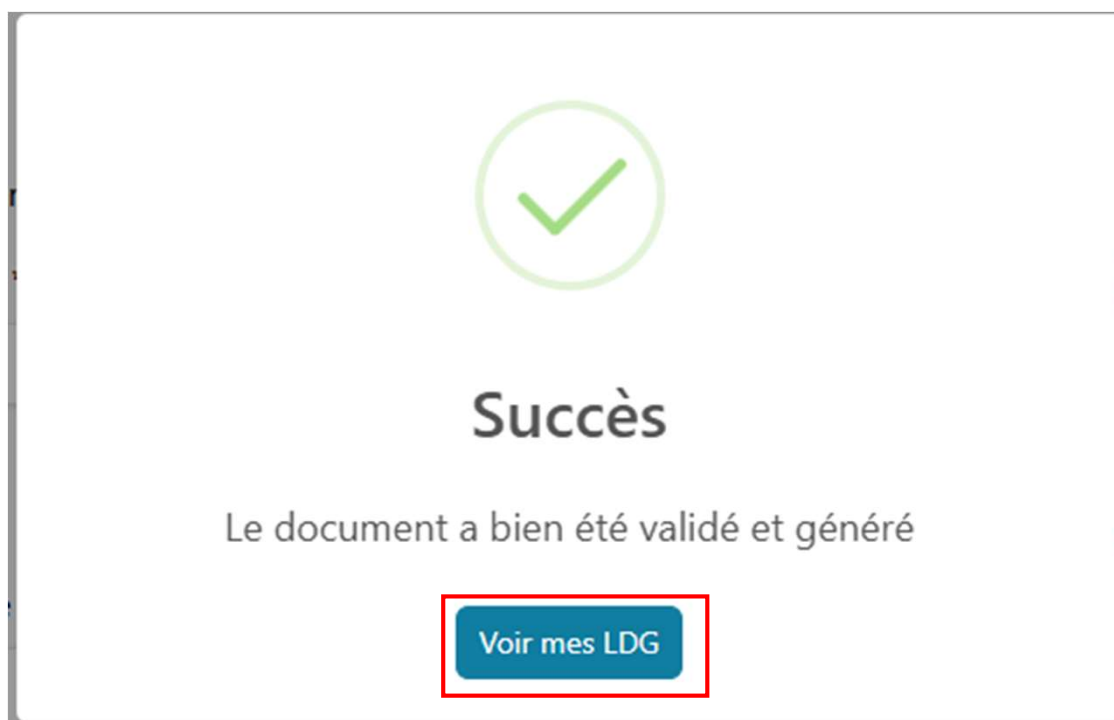 Succès
Le document a bien été validé et généré
Voir mes LDG